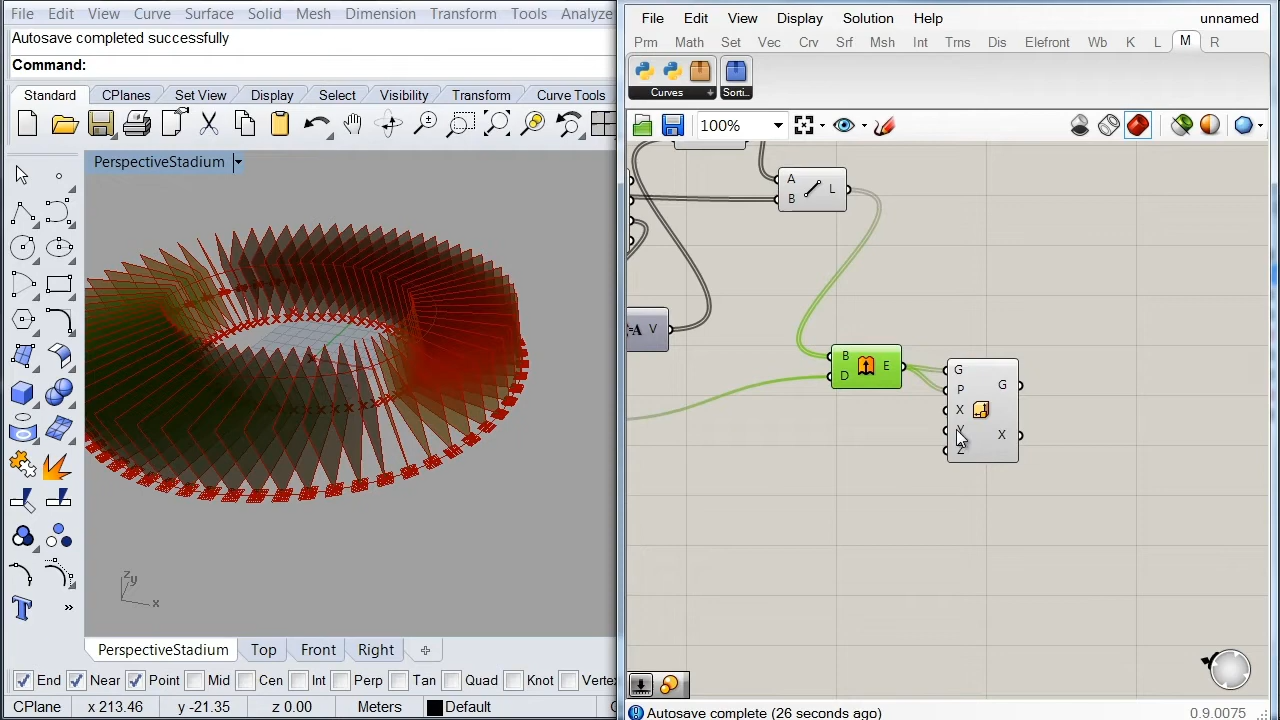 File Edit View Curve Surface Solid Mesh Dimension Transform Tools Analyze
Autosave completed successfully
Command:
Standard CPlanes Set View Display Select Visibility Transform Curve Tools
PerspectiveStadium
z y x
PerspectiveStadium Top Front Right
End Near Point Mid Cen Int Perp Tan Quad Knot Vertex
CPlane x 213.46 y -21.35 z 0.00 Meters Default
File Edit View Display Solution Help unnamed
Prm Math Set Vec Crv Srf Msh Int Trns Dis Elefront Wb K L M R
Curves Sorti..
100%
A
B L
V
B
D E
G
P
X
Y
Z
G
X
Autosave complete (26 seconds ago) 0.9.0075